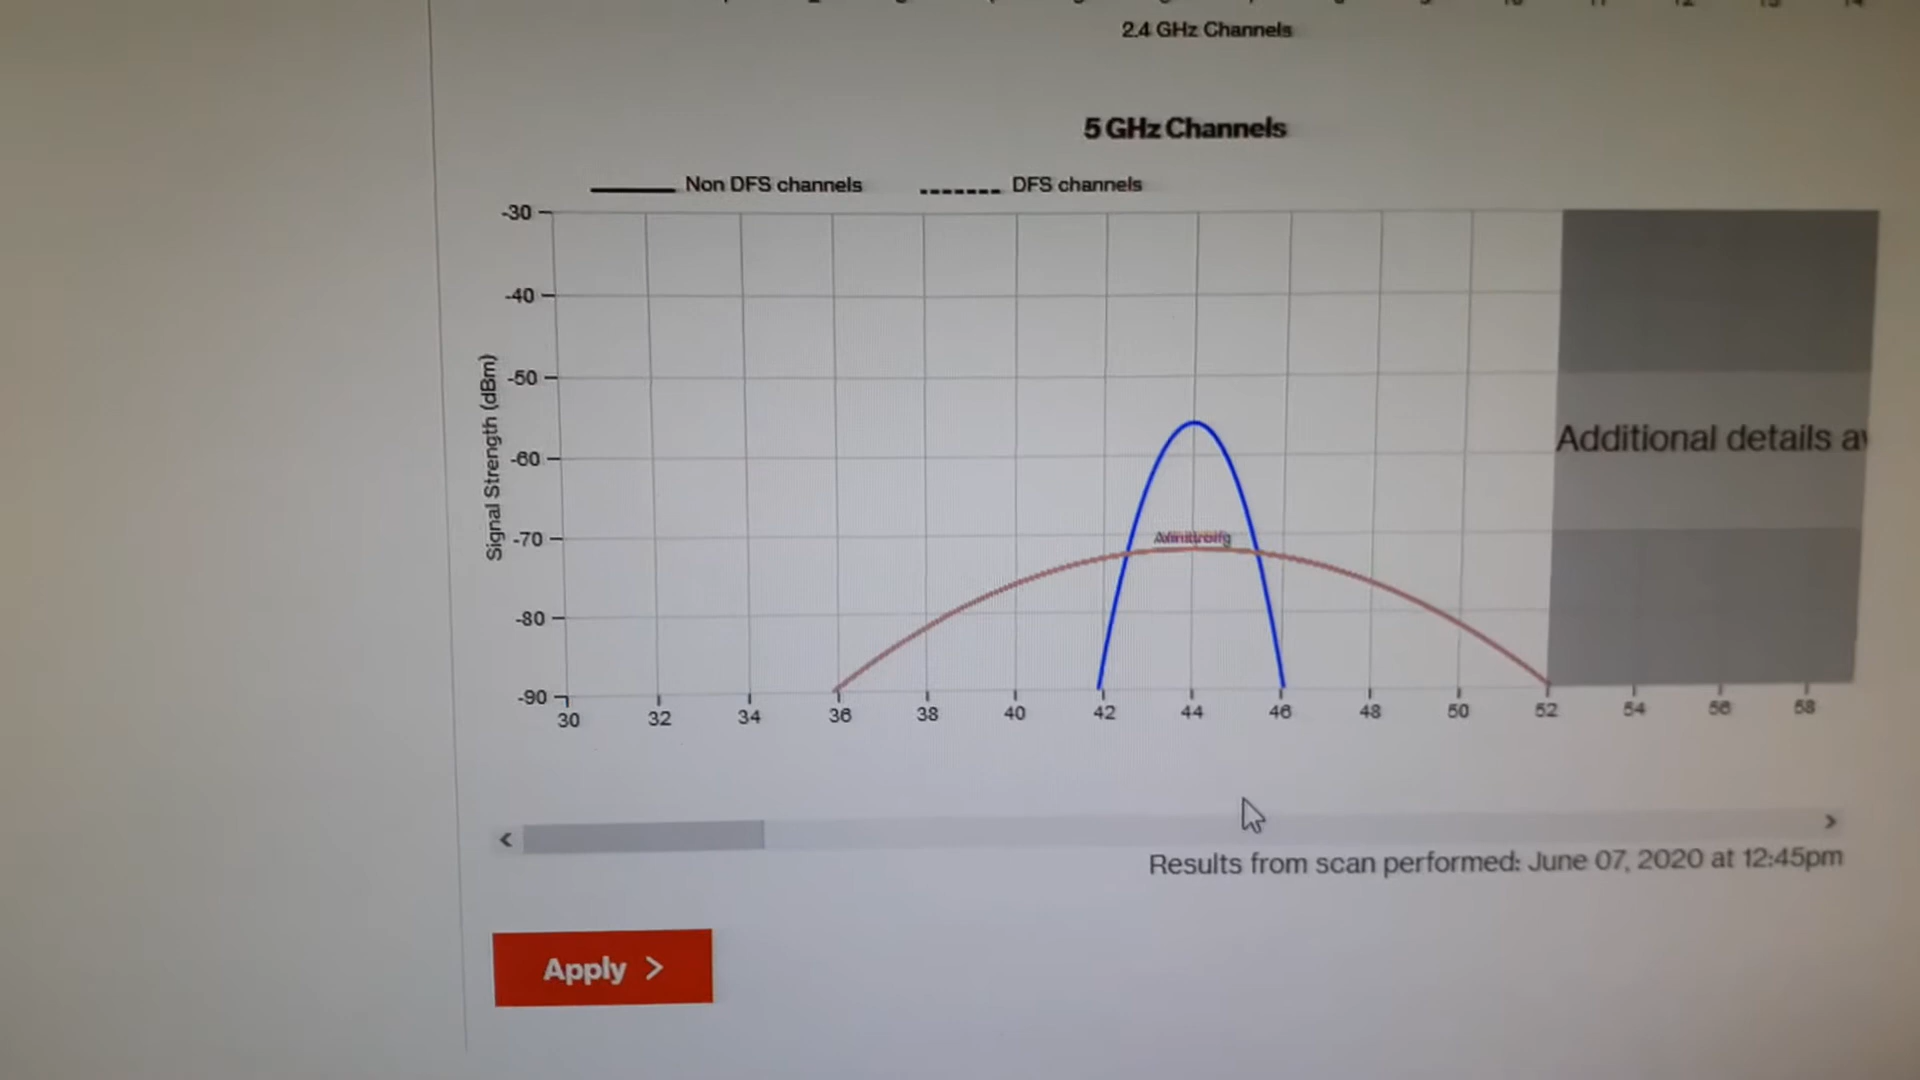 2.4 GHz Channels
5 GHz Channels
Non DFS channels
DFS channels
-30
-40
-50
-60
-70
-80
-90
Signal Strength (dBm)
Additional details
30 32 34 36 38 40 42 44 46 48 50 52 54 56 58
Results from scan performed: June 07, 2020 at 12:45pm
Apply >